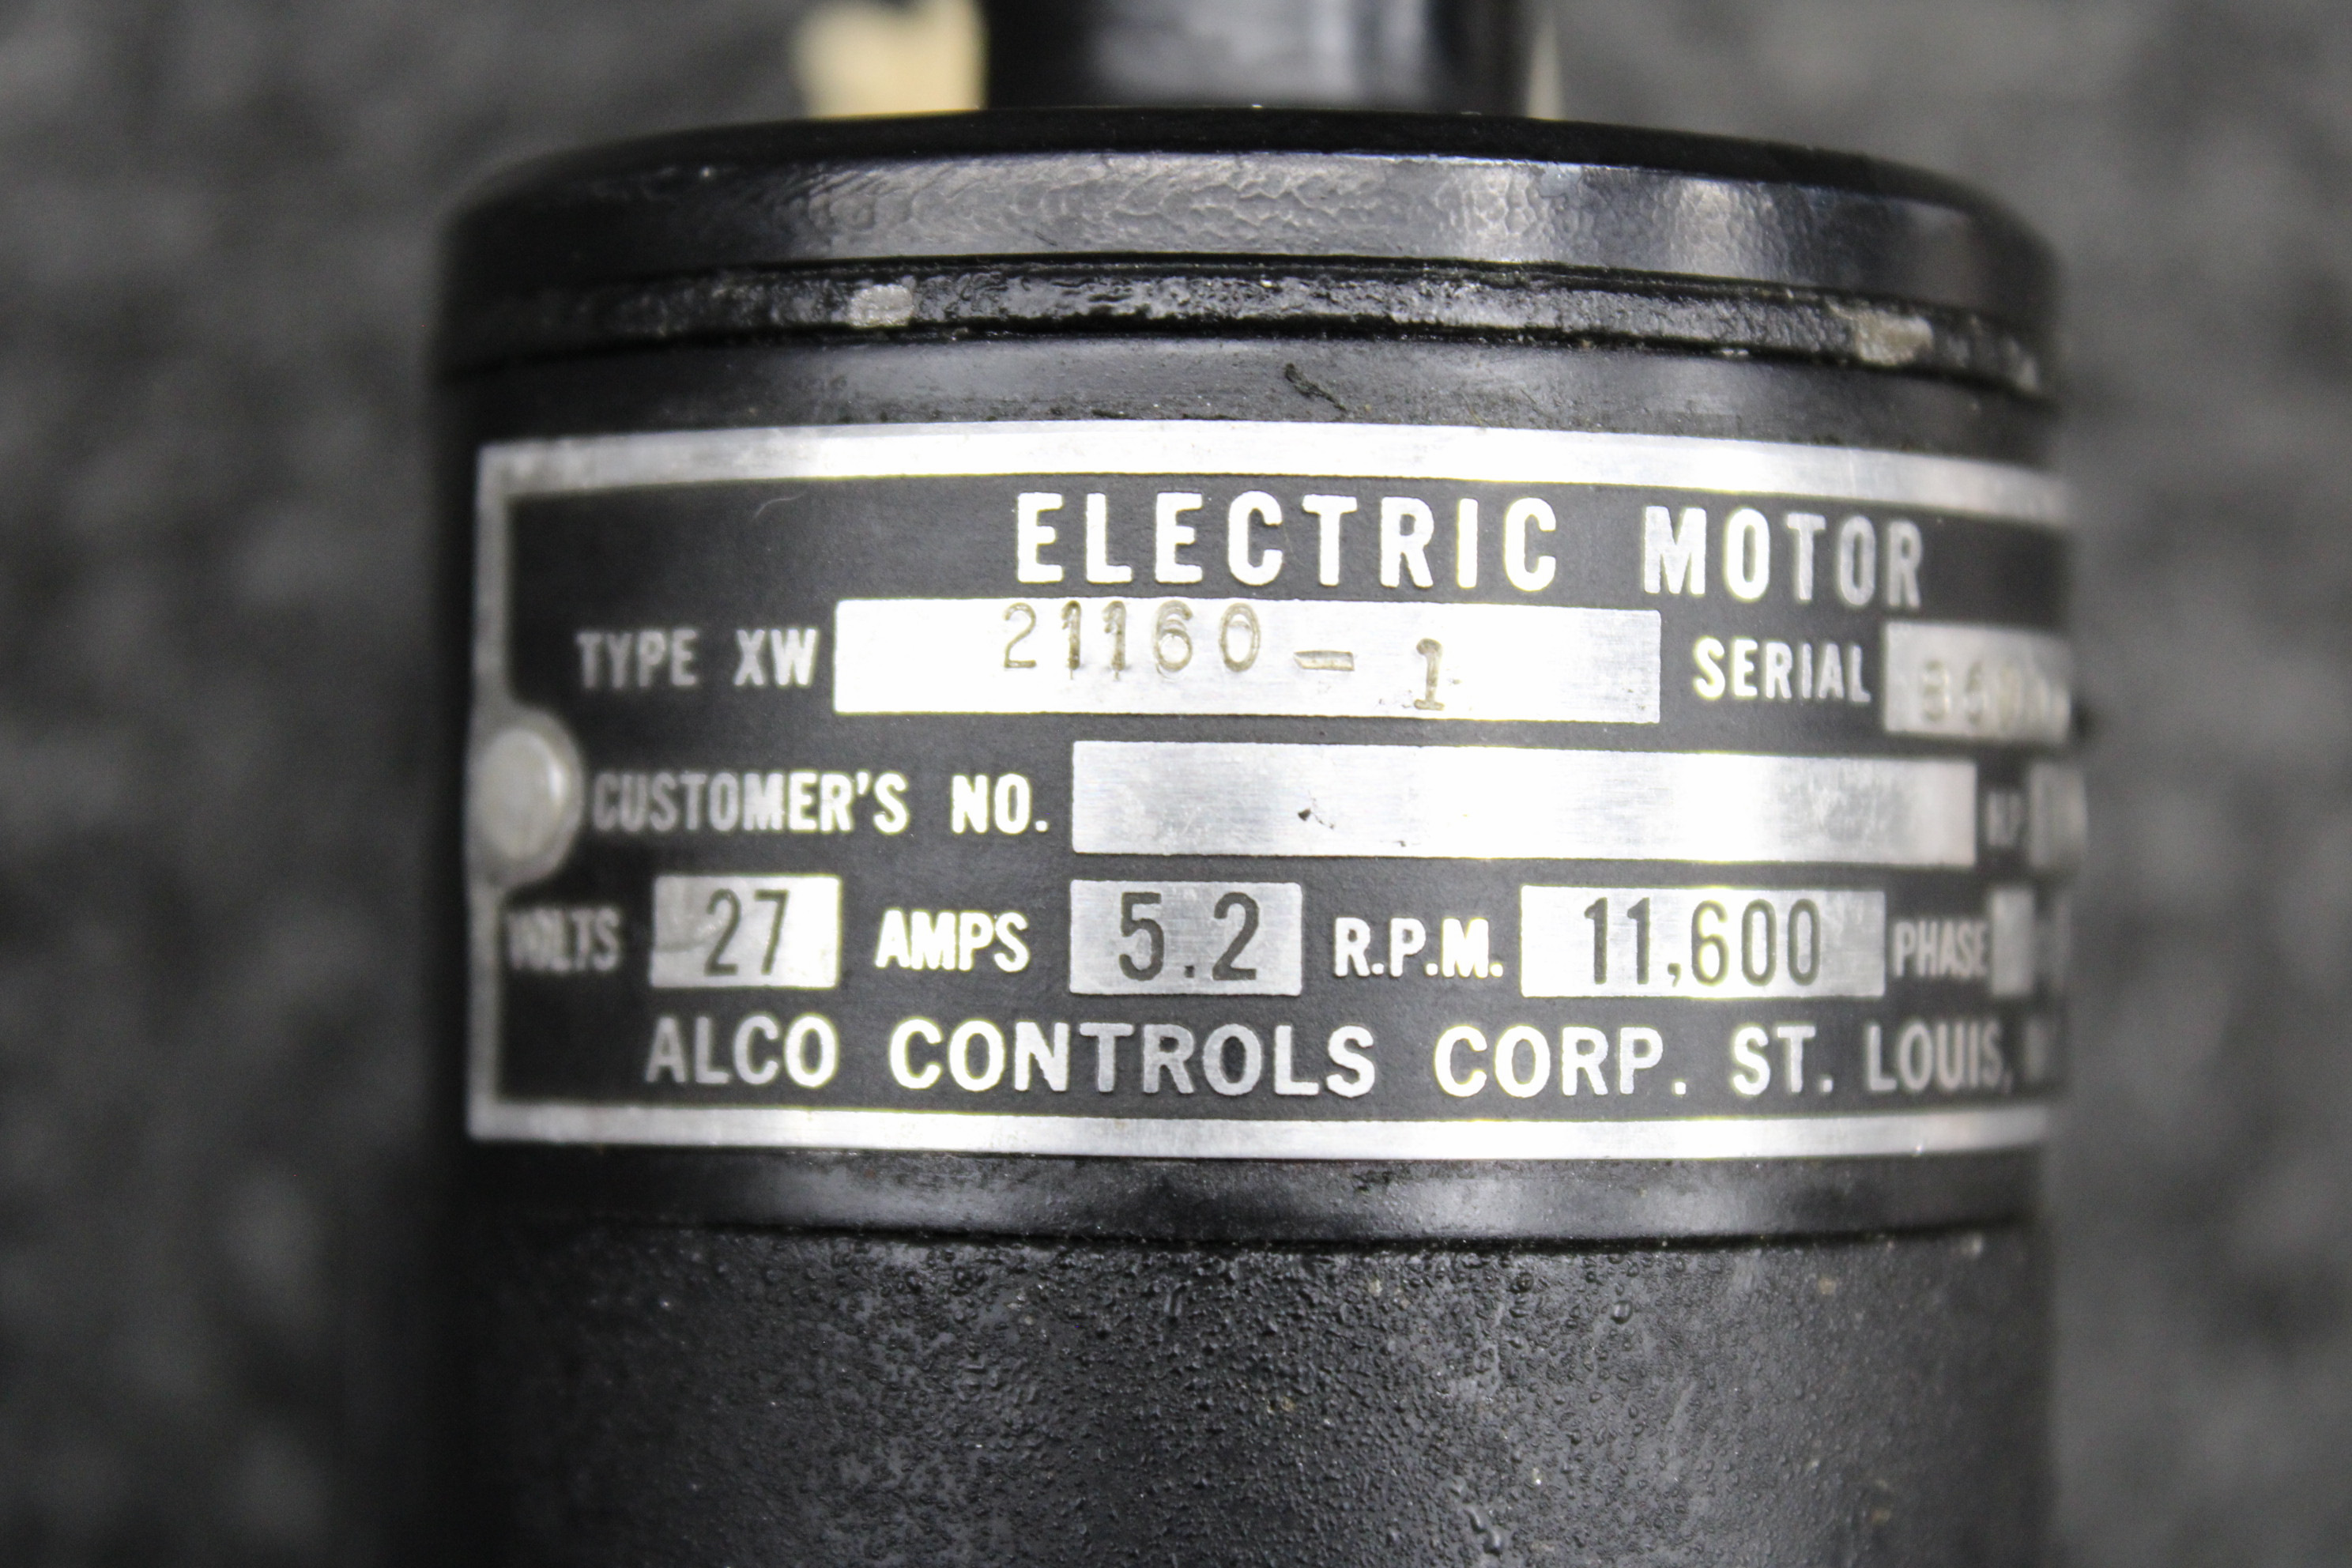 ELECTRIC MOTOR
TYPE XW 21160-1 SERIAL
CUSTOMER'S NO. HP
VOLTS 27 AMPS 5.2 R.P.M. 11,600 PHASE
ALCO CONTROLS CORP. ST. LOUIS,